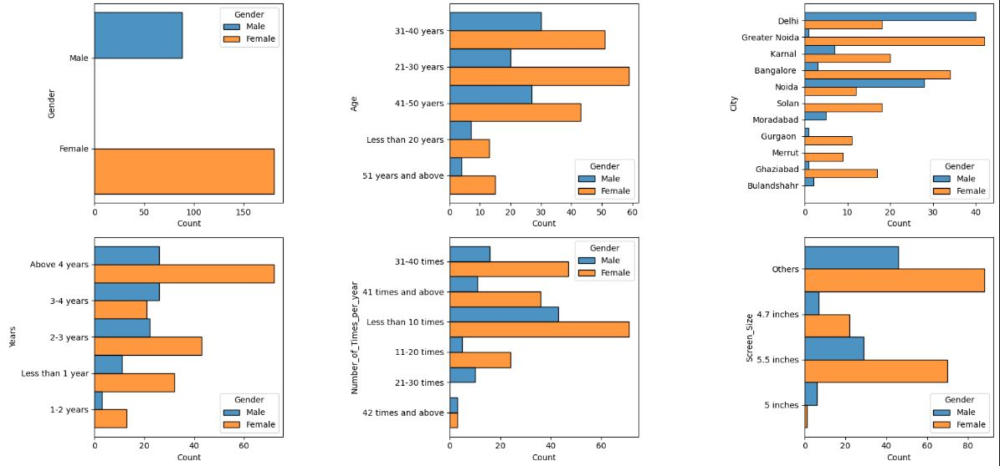 Gender
Male
Female
Gender
Male
Female
0
50
100
150
Count
Age
31-40 years
21-30 years
41-50 yaers
Less than 20 years
51 years and above
Gender
Male
Female
0
10
20
30
40
50
60
Count
City
Delhi
Greater Noida
Karnal
Bangalore
Noida
Solan
Moradabad
Gurgaon
Merrut
Ghaziabad
Bulandshahr
Gender
Male
Female
0
10
20
30
40
Count
Years
Above 4 years
3-4 years
2-3 years
Less than 1 year
1-2 years
Gender
Male
Female
0
20
40
60
Count
Number_of_Times_per_year
31-40 times
41 times and above
Less than 10 times
11-20 times
21-30 times
42 times and above
Gender
Male
Female
0
20
40
60
Count
Screen_Size
Others
4.7 inches
5.5 inches
5 inches
Gender
Male
Female
0
20
40
60
80
Count